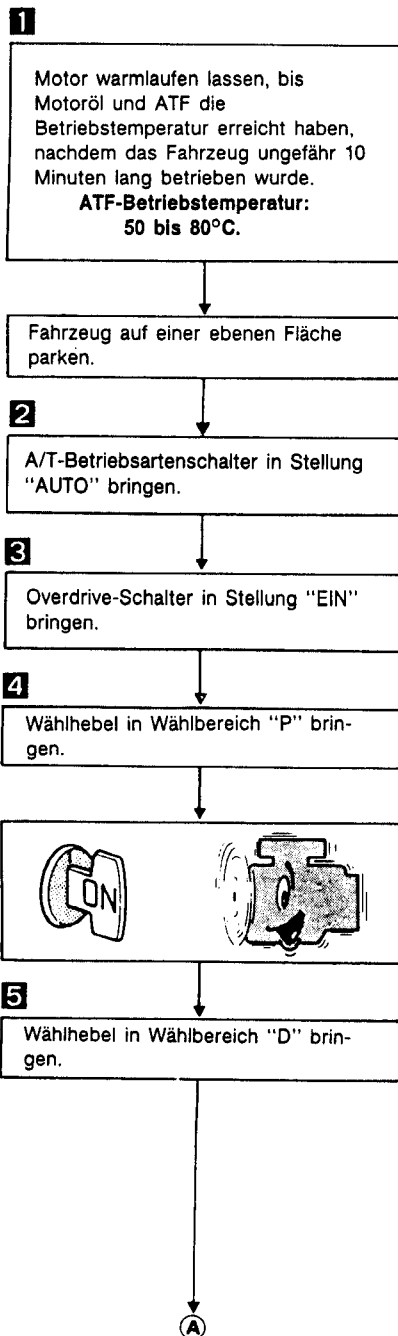 1
Motor warmlaufen lassen, bis
Motoröl und ATF die
Betriebstemperatur erreicht haben,
nachdem das Fahrzeug ungefähr 10
Minuten lang betrieben wurde.
ATF-Betriebstemperatur:
50 bis 80°C.
Fahrzeug auf einer ebenen Fläche
parken.
2
A/T-Betriebsartenschalter in Stellung
"AUTO" bringen.
3
Overdrive-Schalter in Stellung "EIN"
bringen.
4
Wählhebel in Wählbereich "P" brin-
gen.
ON
5
Wählhebel in Wählbereich "D" brin-
gen.
A